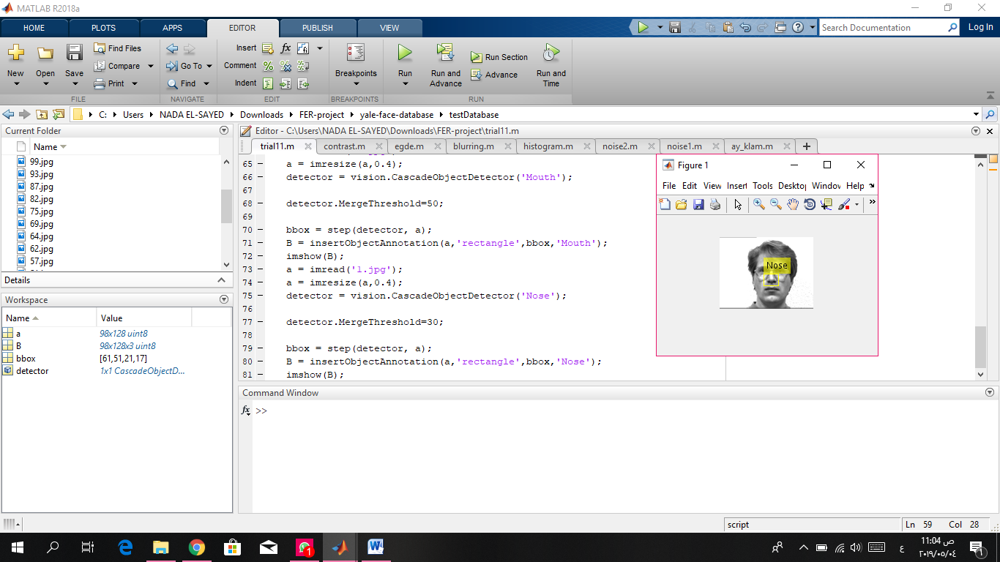 MATLAB R2018a
HOME PLOTS APPS EDITOR PUBLISH VIEW Search Documentation Log In
New Open Save Find Files Compare Print
FILE
Go To Find
NAVIGATE
Insert fx
Comment
Indent
EDIT
Breakpoints
BREAKPOINTS
Run Run and Advance Run Section Advance Run and Time
RUN
C: Users NADA EL-SAYED Downloads FER-project yale-face-database testDatabase
Current Folder
Name
99.jpg
93.jpg
87.jpg
82.jpg
75.jpg
69.jpg
64.jpg
62.jpg
57.jpg
Details
Workspace
Name Value
a 98x128 uint8
B 98x128x3 uint8
bbox [61,51,21,17]
detector 1x1 CascadeObjectD...
Editor - C:\Users\NADA EL-SAYED\Downloads\FER-project\trial11.m
trial11.m contrast.m egde.m blurring.m histogram.m noise2.m noise1.m ay_klam.m
65 – a = imresize(a,0.4);
66 – detector = vision.CascadeObjectDetector('Mouth');
67
68 – detector.MergeThreshold=50;
69
70 – bbox = step(detector, a);
71 – B = insertObjectAnnotation(a,'rectangle',bbox,'Mouth');
72 – imshow(B);
73 – a = imread('1.jpg');
74 – a = imresize(a,0.4);
75 – detector = vision.CascadeObjectDetector('Nose');
76
77 – detector.MergeThreshold=30;
78
79 – bbox = step(detector, a);
80 – B = insertObjectAnnotation(a,'rectangle',bbox,'Nose');
81 – imshow(B);
Figure 1
File Edit View Insert Tools Desktop Window Help
Nose
Command Window
fx >>
script Ln 59 Col 28
1
ع
11:04 ص
٢٠١٩/٠٥/٠٤
1